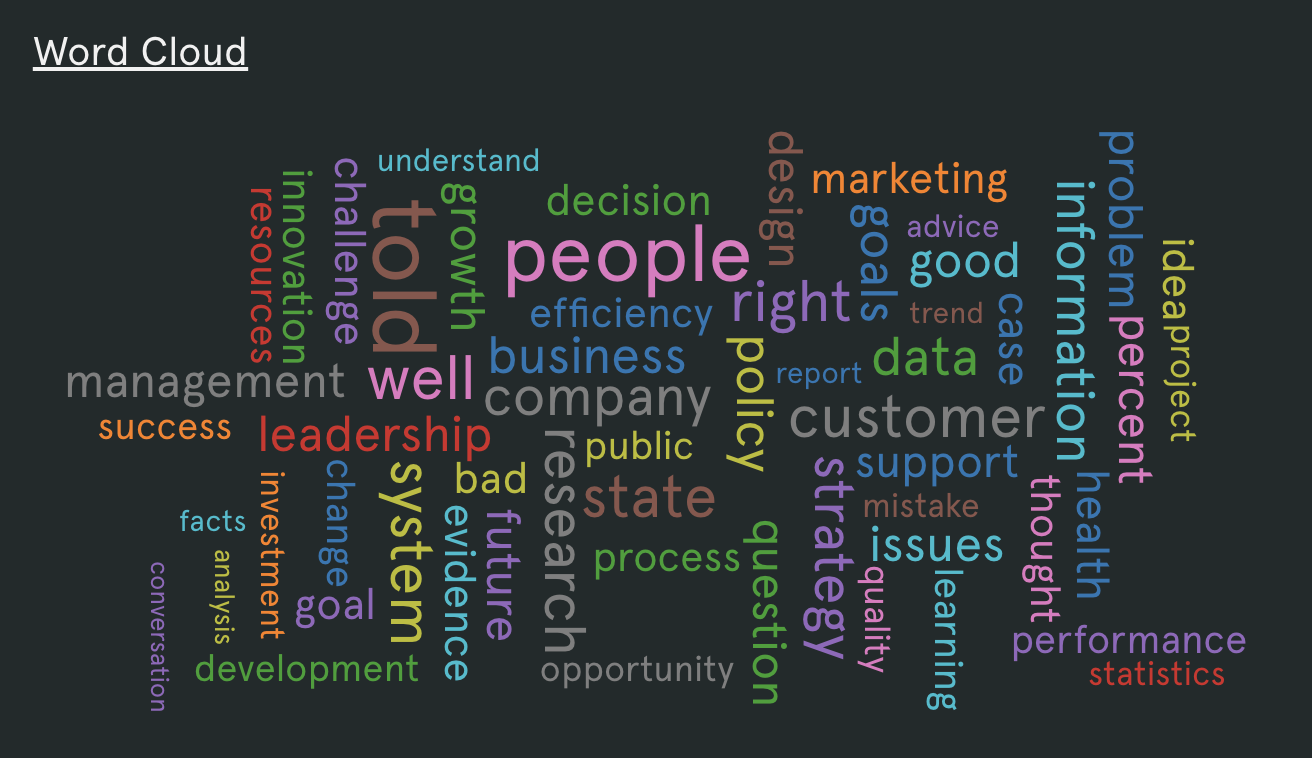 Word Cloud
understand
challenge
innovation
resources
told
growth
decision
people
design
marketing
goals
advice
good
information
problem
idea
efficiency
right
trend
case
business
well
management
company
policy
report
data
percent
project
success
leadership
public
customer
research
support
system
bad
change
investment
state
strategy
mistake
thought
health
facts
evidence
future
process
question
issues
analysis
conversation
goal
quality
learning
development
opportunity
performance
statistics